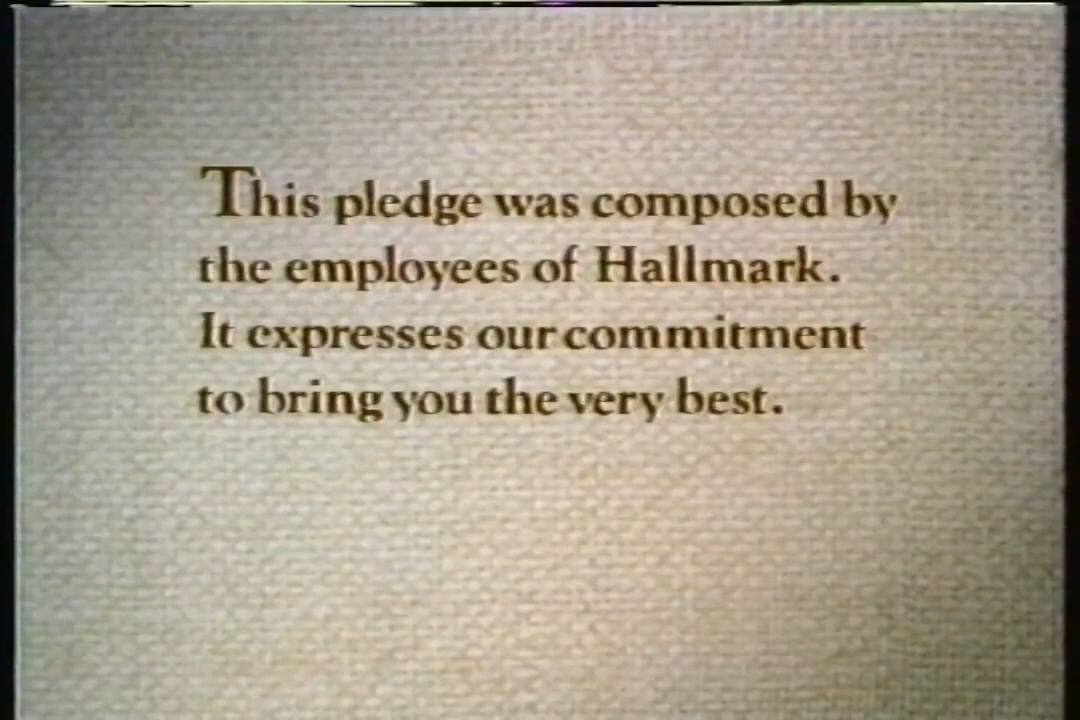 This pledge was composed by
the employees of Hallmark.
It expresses our commitment
to bring you the very best.